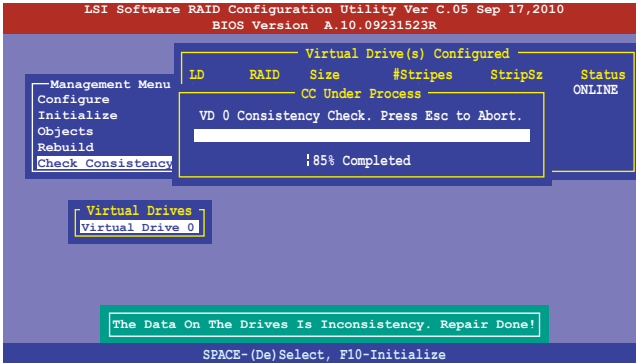 LSI Software RAID Configuration Utility Ver C.05 Sep 17,2010
BIOS Version A.10.09231523R
Virtual Drive(s) Configured
LD RAID Size #Stripes StripSz Status
ONLINE
Management Menu
Configure
Initialize
Objects
Rebuild
Check Consistency
CC Under Process
VD 0 Consistency Check. Press Esc to Abort.
85% Completed
Virtual Drives
Virtual Drive 0
The Data On The Drives Is Inconsistency. Repair Done!
SPACE-(De)Select, F10-Initialize